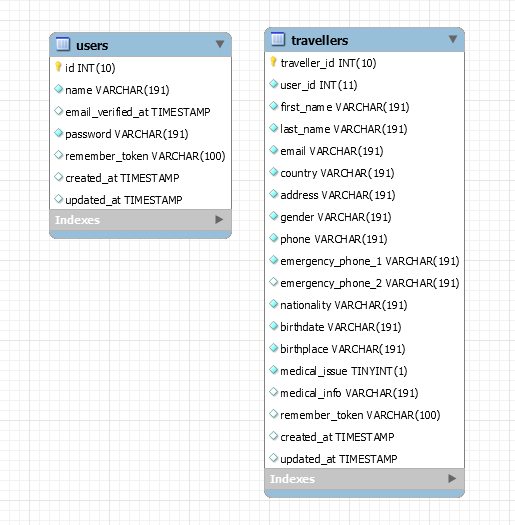 users
id INT(10)
name VARCHAR(191)
email_verified_at TIMESTAMP
password VARCHAR(191)
remember_token VARCHAR(100)
created_at TIMESTAMP
updated_at TIMESTAMP
Indexes
travellers
traveller_id INT(10)
user_id INT(11)
first_name VARCHAR(191)
last_name VARCHAR(191)
email VARCHAR(191)
country VARCHAR(191)
address VARCHAR(191)
gender VARCHAR(191)
phone VARCHAR(191)
emergency_phone_1 VARCHAR(191)
emergency_phone_2 VARCHAR(191)
nationality VARCHAR(191)
birthdate VARCHAR(191)
birthplace VARCHAR(191)
medical_issue TINYINT(1)
medical_info VARCHAR(191)
remember_token VARCHAR(100)
created_at TIMESTAMP
updated_at TIMESTAMP
Indexes